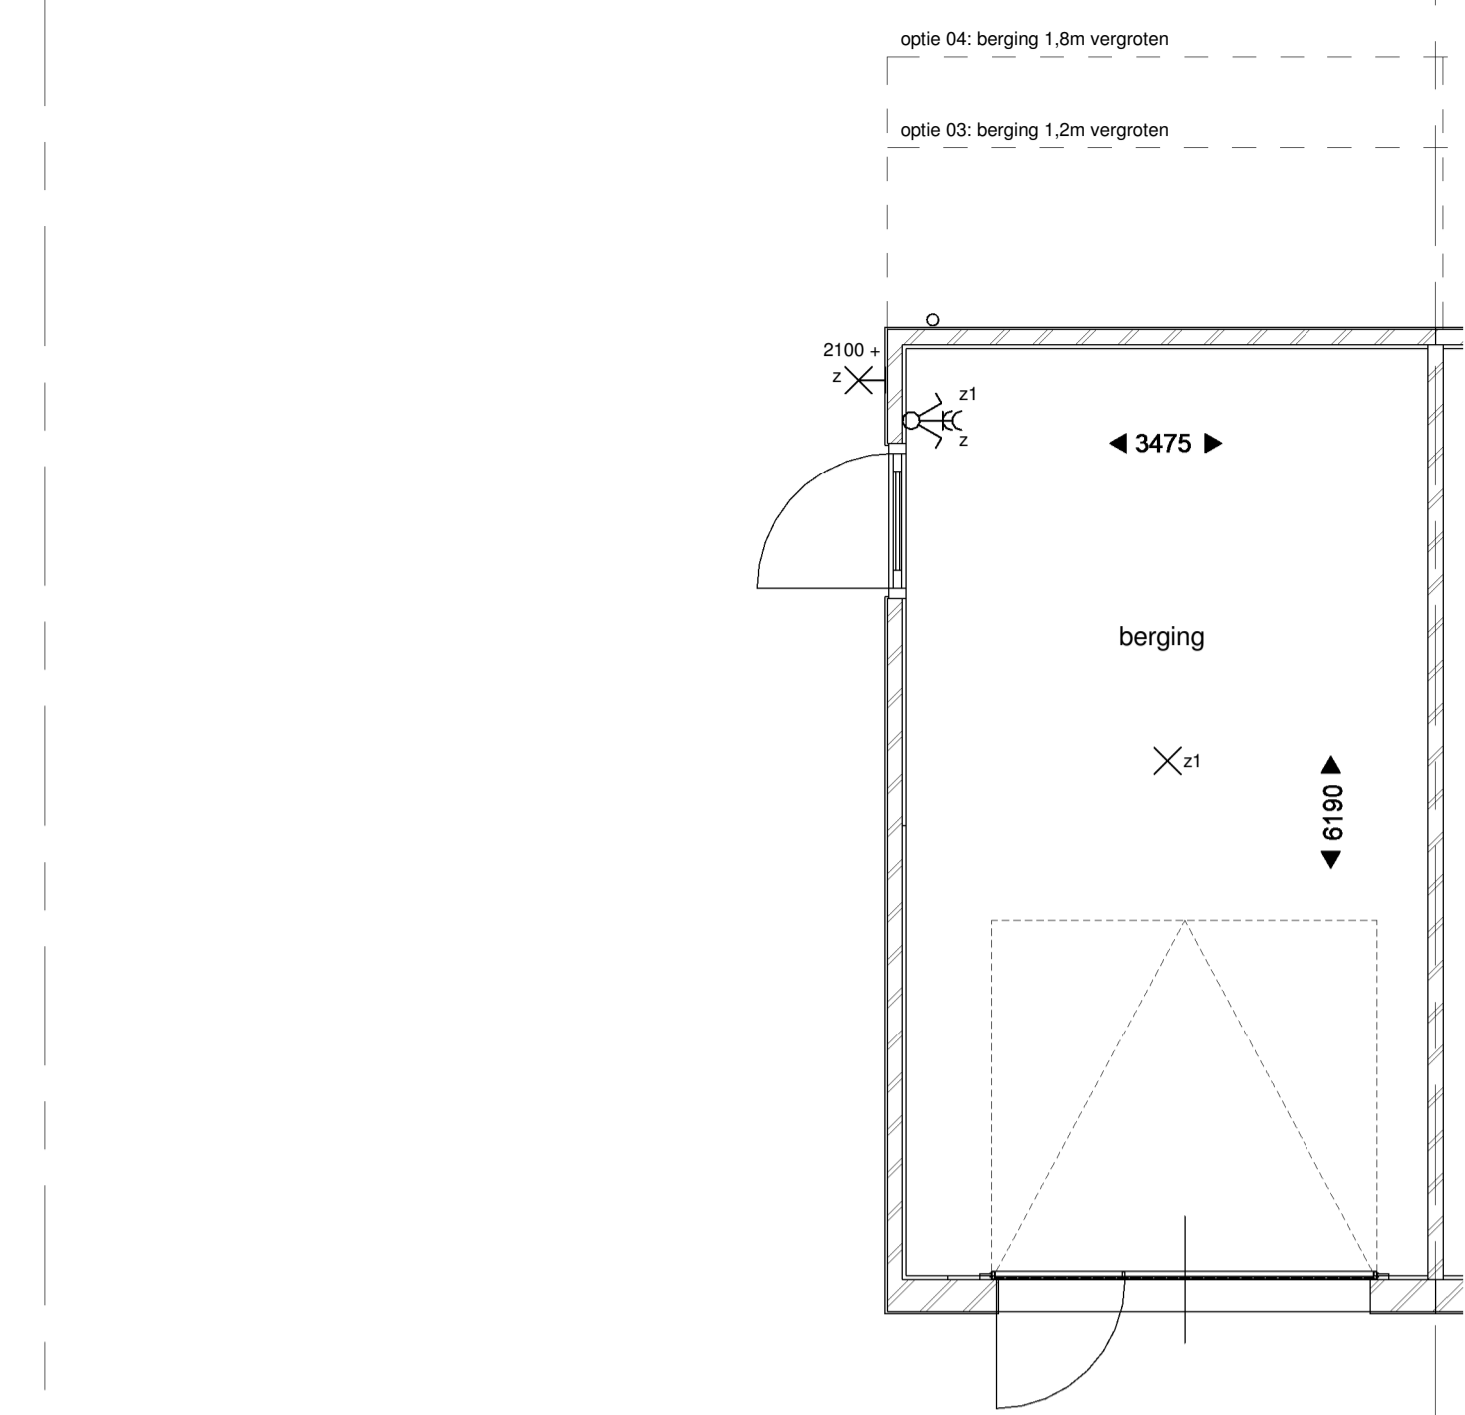 optie 04: berging 1,8m vergroten
optie 03: berging 1,2m vergroten
2100 +
z
z1
z
3475
berging
z1
6190